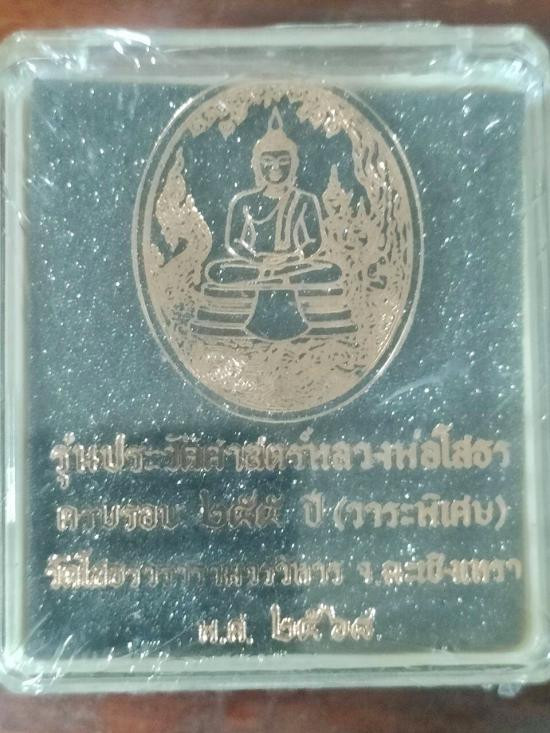 รุ่นประวัติศาสตร์หลวงพ่อโสธร
ครบรอบ ๒๕๕ ปี (วาระพิเศษ)
วัดโสธรวรารามวรวิหาร จ.ฉะเชิงเทรา
พ.ศ. ๒๕๖๘